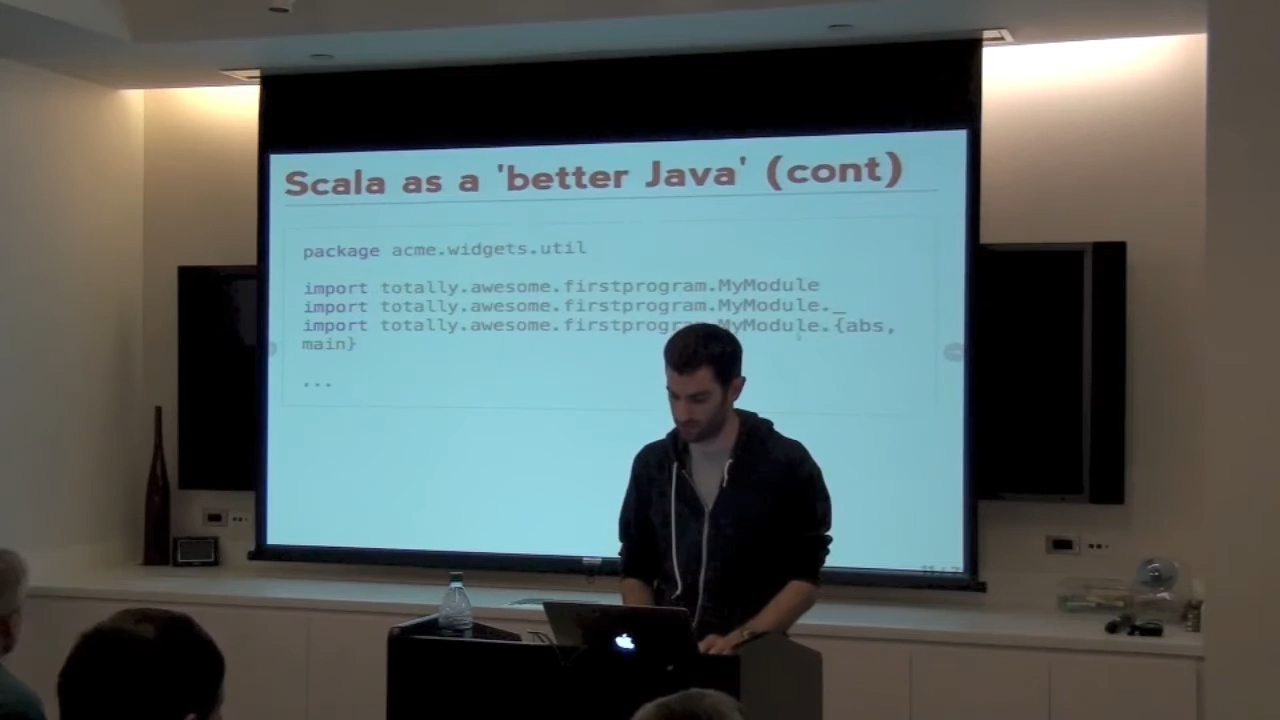 Scala as a 'better Java' (cont)
package acme.widgets.util
import totally.awesome.firstprogram.MyModule
import totally.awesome.firstprogram.MyModule._
import totally.awesome.firstprogram.MyModule.{abs,
main}
...